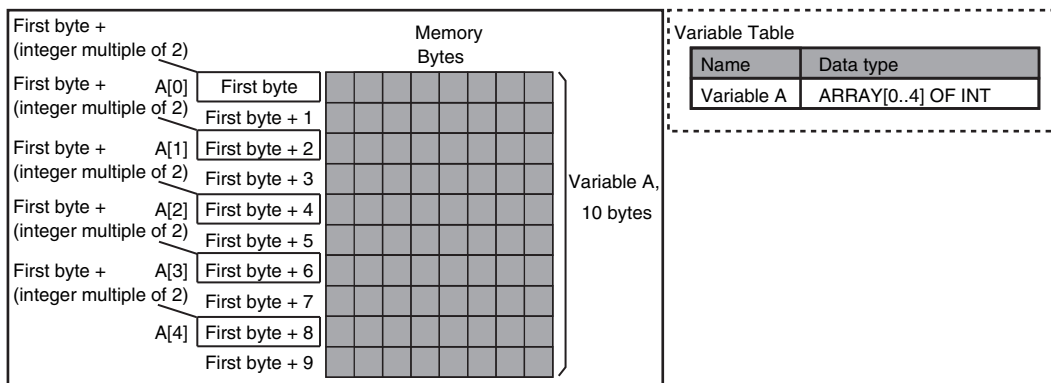 First byte +
(integer multiple of 2)
Memory
Bytes
First byte +
(integer multiple of 2)
A[0] First byte
First byte + 1
First byte +
(integer multiple of 2)
A[1] First byte + 2
First byte + 3
First byte +
(integer multiple of 2)
A[2] First byte + 4
First byte + 5
First byte +
(integer multiple of 2)
A[3] First byte + 6
First byte + 7
A[4] First byte + 8
First byte + 9
Variable A,
10 bytes
Variable Table
Name Data type
Variable A ARRAY[0..4] OF INT